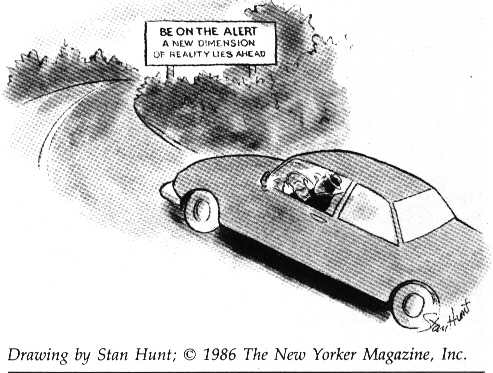 BE ON THE ALERT
A NEW DIMENSION
OF REALITY LIES AHEAD
Stan Hunt
Drawing by Stan Hunt; © 1986 The New Yorker Magazine, Inc.